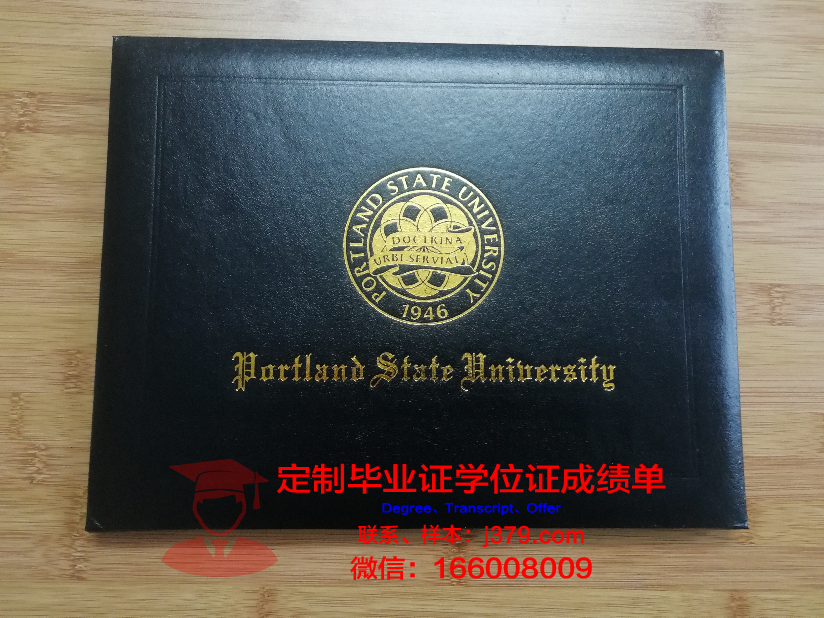 PORTLAND STATE UNIVERSITY
DOCTRINA
URBI SERVIAT
1946
Portland State University
定制毕业证学位证成绩单
Degree、Transcript、Offer
联系、样本：j379.com
微信：166008009